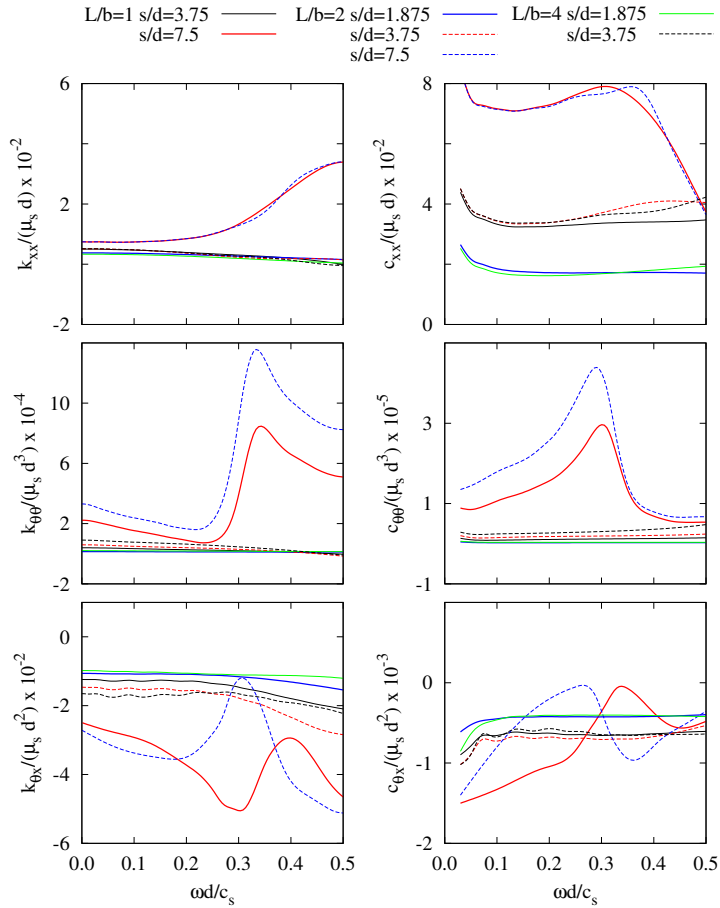 L/b=1 s/d=3.75 L/b=2 s/d=1.875 L/b=4 s/d=1.875
s/d=7.5 s/d=3.75 s/d=3.75
s/d=7.5
6
2
-2
k_xx/(μ_s d) x 10^-2
8
4
0
c_xx/(μ_s d) x 10^-2
10
6
2
-2
k_θθ/(μ_s d^3) x 10^-4
3
1
-1
c_θθ/(μ_s d^3) x 10^-5
0
-2
-4
-6
k_θx/(μ_s d^2) x 10^-2
0.0 0.1 0.2 0.3 0.4 0.5
ωd/c_s
0
-1
-2
c_θx/(μ_s d^2) x 10^-3
0.0 0.1 0.2 0.3 0.4 0.5
ωd/c_s